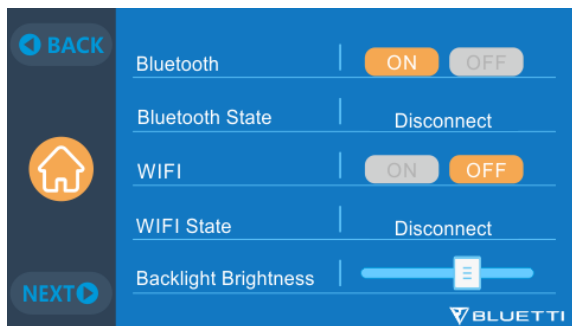 BACK
Bluetooth ON OFF
Bluetooth State Disconnect
WIFI ON OFF
WIFI State Disconnect
Backlight Brightness
NEXT
BLUETTI